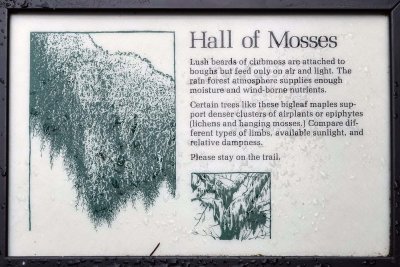 Hall of Mosses
Lush beards of clubmoss are attached to
boughs but feed only on air and light. The
rain forest atmosphere supplies enough
moisture and wind-borne nutrients.
Certain trees like these bigleaf maples sup-
port denser clusters of airplants or epiphytes
(lichens and hanging mosses.) Compare dif-
ferent types of limbs, available sunlight, and
relative dampness.
Please stay on the trail.